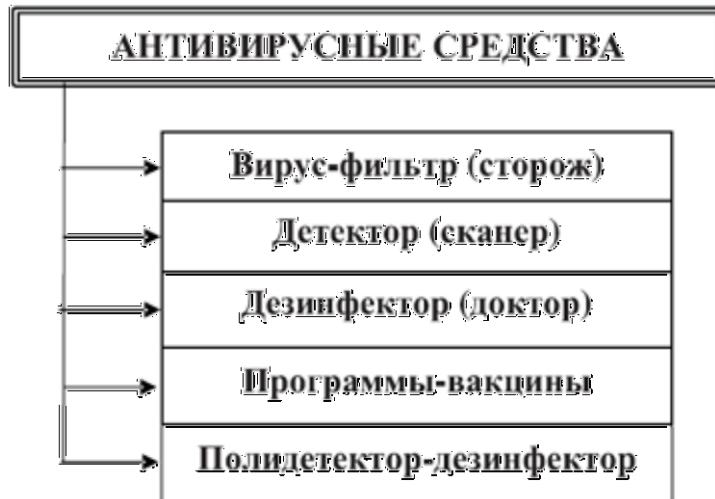 АНТИВИРУСНЫЕ СРЕДСТВА
Вирус-фильтр (сторож)
Детектор (сканер)
Дезинфектор (доктор)
Программы-вакцины
Полидетектор-дезинфектор